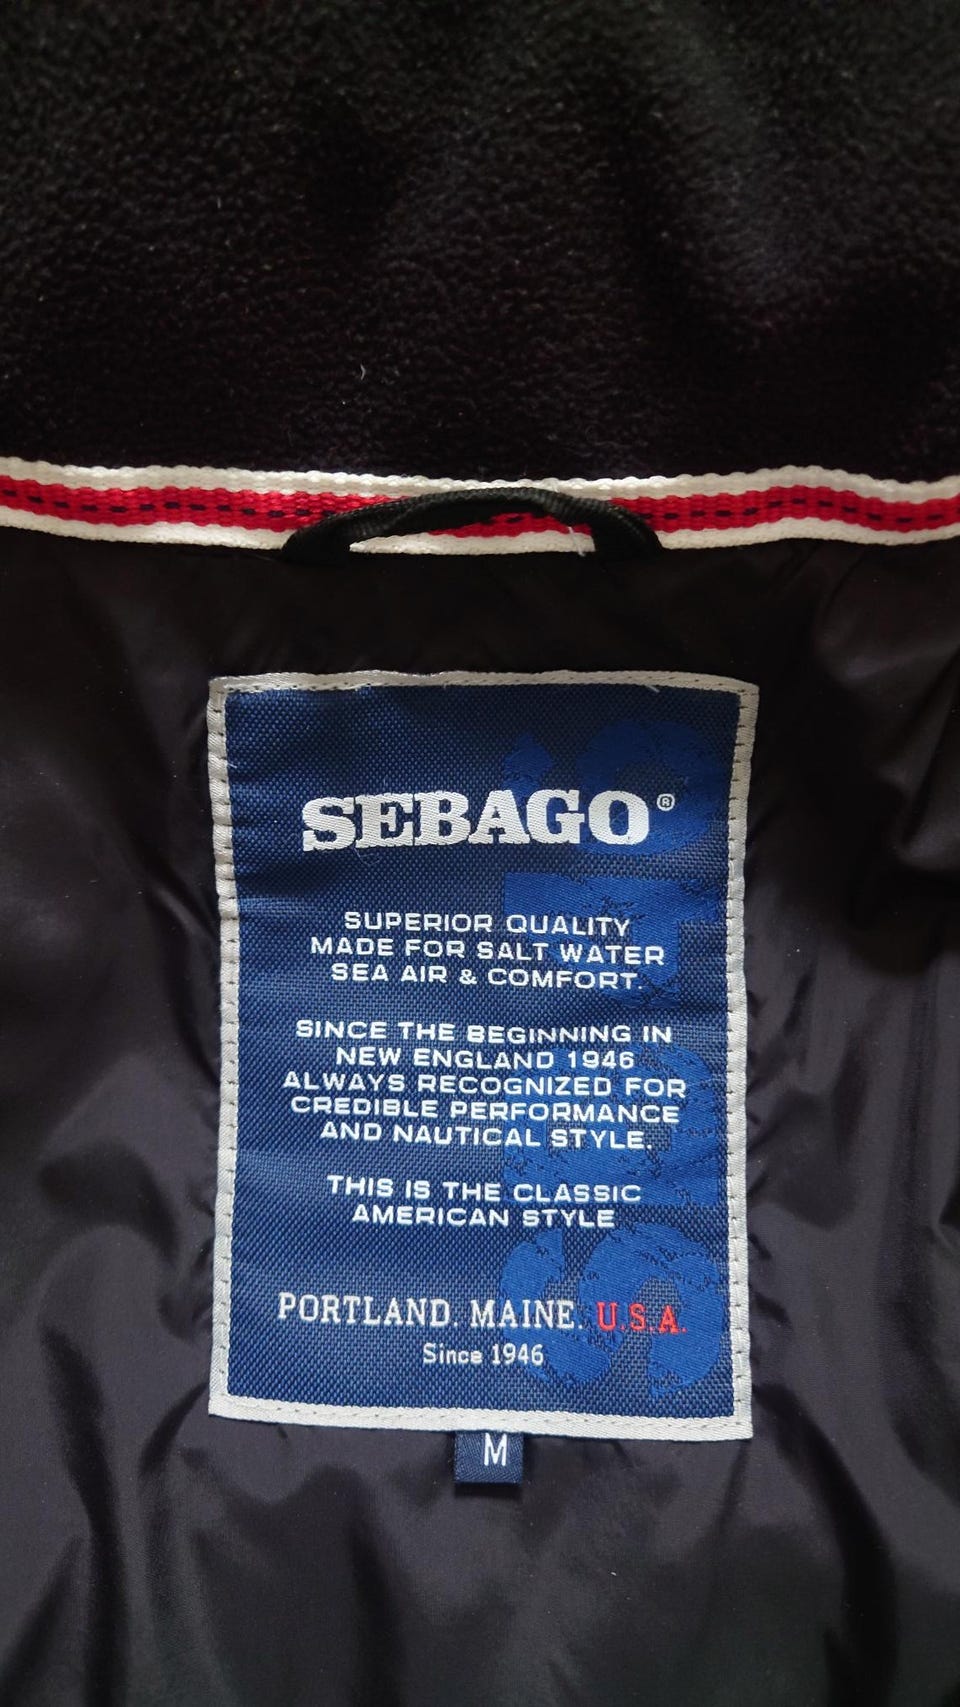 SEBAGO®
SUPERIOR QUALITY
MADE FOR SALT WATER
SEA AIR & COMFORT.
SINCE THE BEGINNING IN
NEW ENGLAND 1946
ALWAYS RECOGNIZED FOR
CREDIBLE PERFORMANCE
AND NAUTICAL STYLE.
THIS IS THE CLASSIC
AMERICAN STYLE
PORTLAND. MAINE. U.S.A.
Since 1946
M